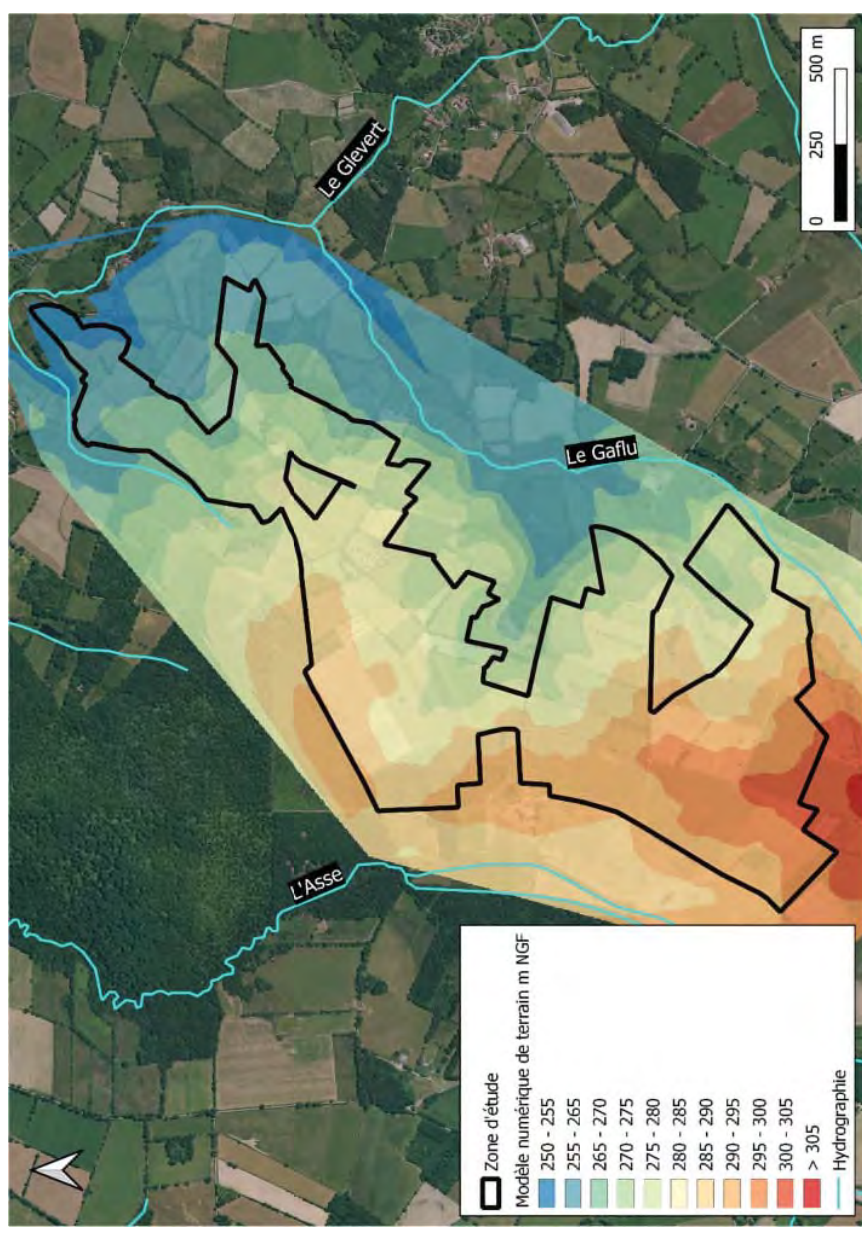 Le Glevert
Le Gaflu
L'Asse
0 250 500 m
Zone d'étude
Modèle numérique de terrain m NGF
250 - 255
255 - 265
265 - 270
270 - 275
275 - 280
280 - 285
285 - 290
290 - 295
295 - 300
300 - 305
> 305
Hydrographie